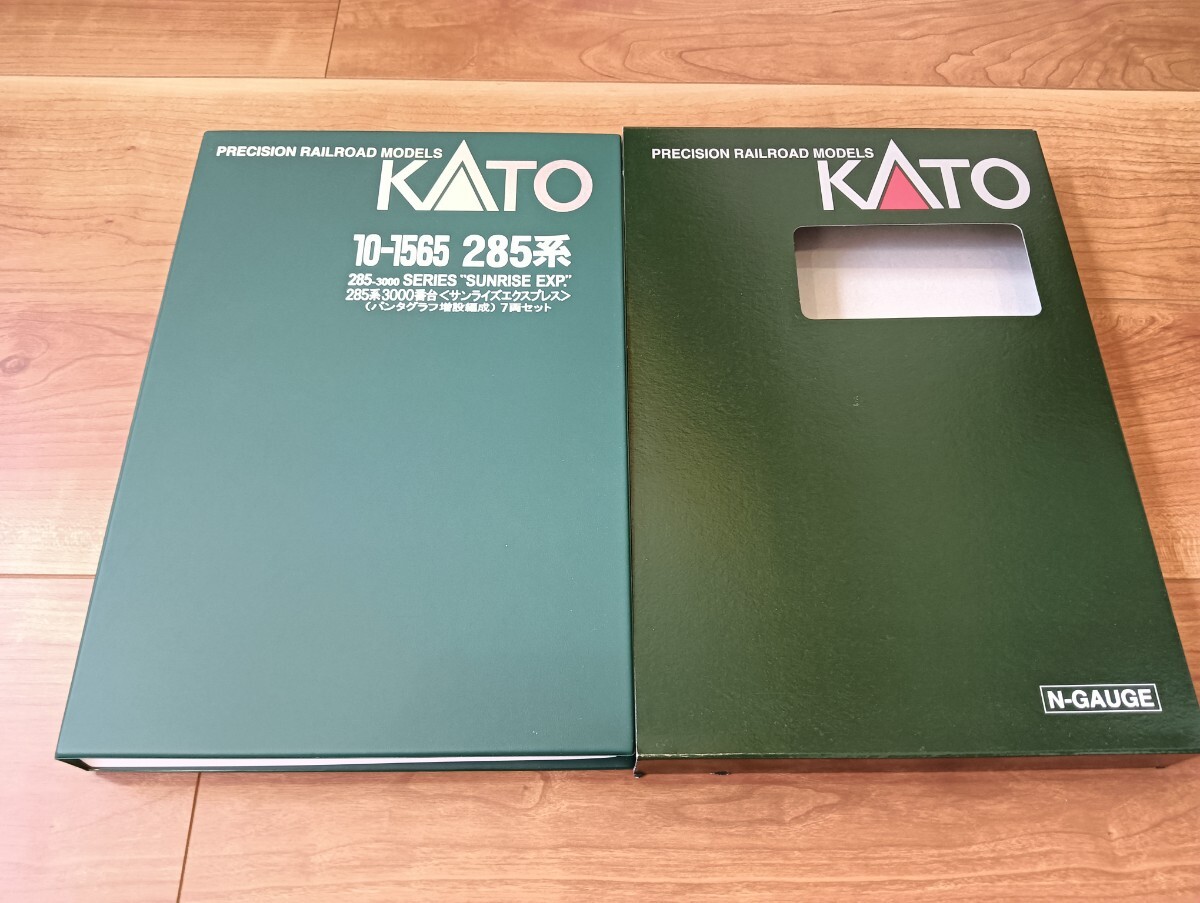 PRECISION RAILROAD MODELS
KATO
10-1565 285系
285-3000 SERIES "SUNRISE EXP."
285系3000番台<サンライズエクスプレス>
(パンタグラフ増設編成) 7両セット
PRECISION RAILROAD MODELS
KATO
N-GAUGE